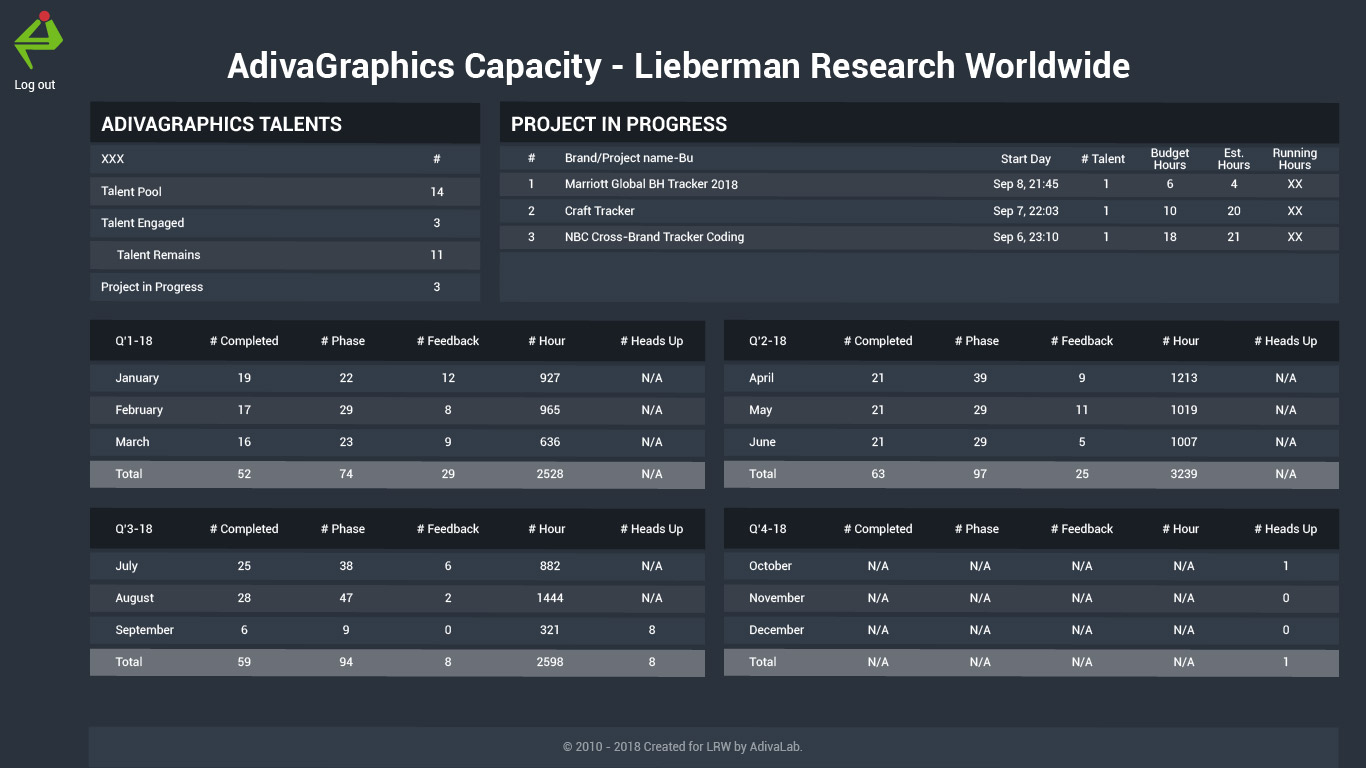 Log out
AdivaGraphics Capacity - Lieberman Research Worldwide
ADIVAGRAPHICS TALENTS
XXX #
Talent Pool 14
Talent Engaged 3
Talent Remains 11
Project in Progress 3
PROJECT IN PROGRESS
# Brand/Project name-Bu Start Day # Talent Budget Hours Est. Hours Running Hours
1 Marriott Global BH Tracker 2018 Sep 8, 21:45 1 6 4 XX
2 Craft Tracker Sep 7, 22:03 1 10 20 XX
3 NBC Cross-Brand Tracker Coding Sep 6, 23:10 1 18 21 XX
Q'1-18 # Completed # Phase # Feedback # Hour # Heads Up
January 19 22 12 927 N/A
February 17 29 8 965 N/A
March 16 23 9 636 N/A
Total 52 74 29 2528 N/A
Q'2-18 # Completed # Phase # Feedback # Hour # Heads Up
April 21 39 9 1213 N/A
May 21 29 11 1019 N/A
June 21 29 5 1007 N/A
Total 63 97 25 3239 N/A
Q'3-18 # Completed # Phase # Feedback # Hour # Heads Up
July 25 38 6 882 N/A
August 28 47 2 1444 N/A
September 6 9 0 321 8
Total 59 94 8 2598 8
Q'4-18 # Completed # Phase # Feedback # Hour # Heads Up
October N/A N/A N/A N/A 1
November N/A N/A N/A N/A 0
December N/A N/A N/A N/A 0
Total N/A N/A N/A N/A 1
© 2010 - 2018 Created for LRW by AdivaLab.